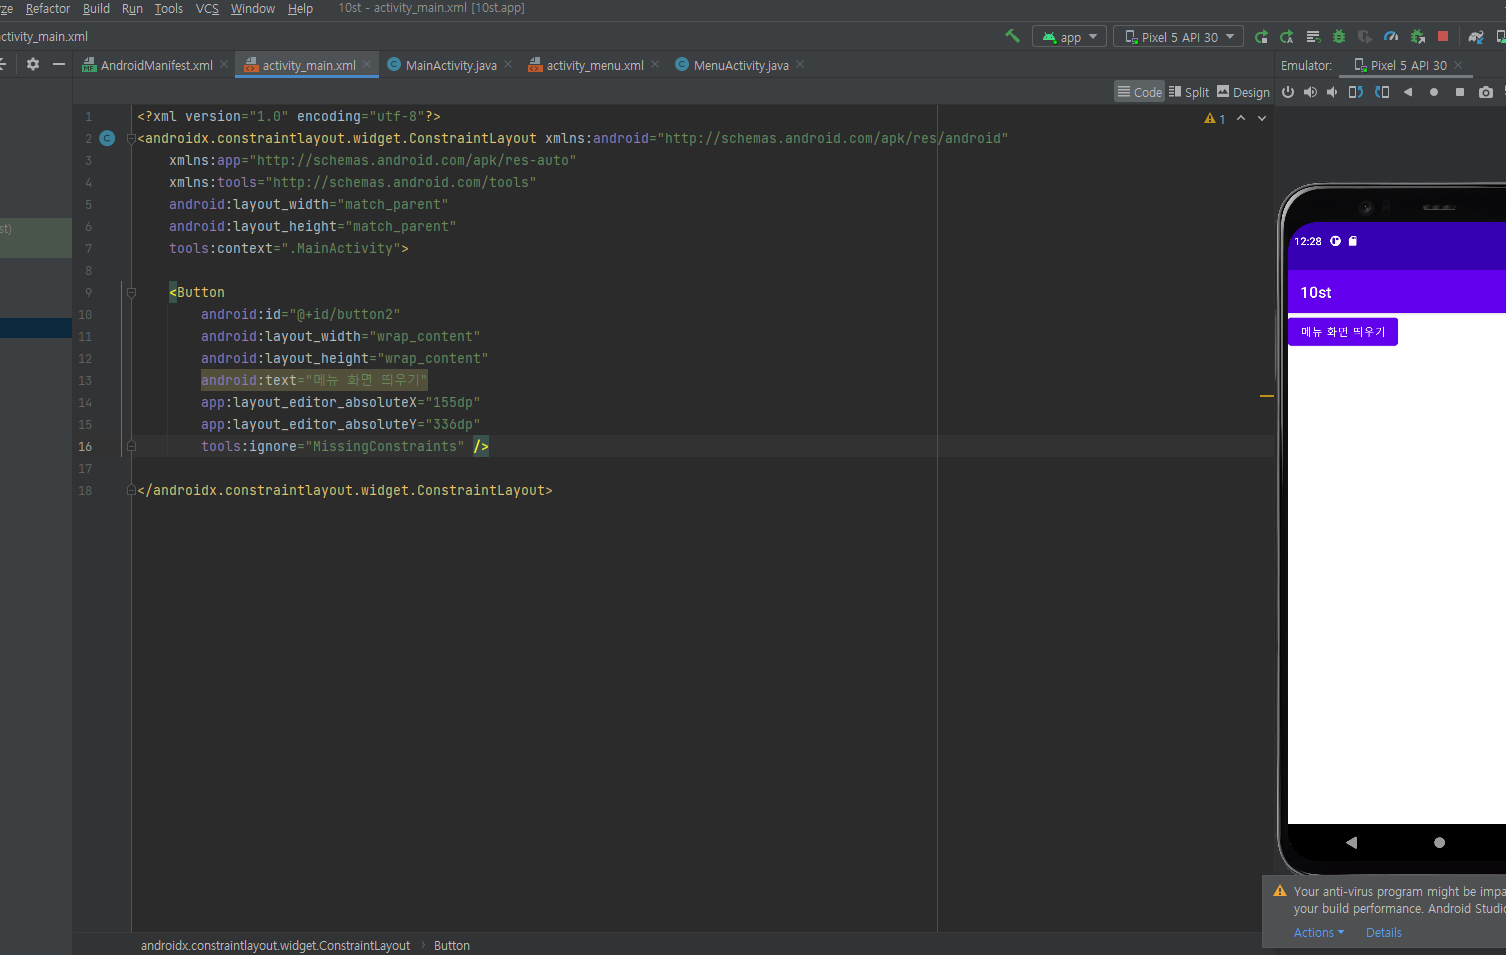 Refactor Build Run Tools VCS Window Help 10st - activity_main.xml [10st.app]
activity_main.xml
app Pixel 5 API 30
AndroidManifest.xml activity_main.xml MainActivity.java activity_menu.xml MenuActivity.java
Emulator: Pixel 5 API 30
Code Split Design
1
1 <?xml version="1.0" encoding="utf-8"?>
2 <androidx.constraintlayout.widget.ConstraintLayout xmlns:android="http://schemas.android.com/apk/res/android"
3 xmlns:app="http://schemas.android.com/apk/res-auto"
4 xmlns:tools="http://schemas.android.com/tools"
5 android:layout_width="match_parent"
6 android:layout_height="match_parent"
7 tools:context=".MainActivity">
8
9 <Button
10 android:id="@+id/button2"
11 android:layout_width="wrap_content"
12 android:layout_height="wrap_content"
13 android:text="메뉴 화면 띄우기"
14 app:layout_editor_absoluteX="155dp"
15 app:layout_editor_absoluteY="336dp"
16 tools:ignore="MissingConstraints" />
17
18 </androidx.constraintlayout.widget.ConstraintLayout>
androidx.constraintlayout.widget.ConstraintLayout › Button
st)
12:28
10st
메뉴 화면 띄우기
Your anti-virus program might be impa
your build performance. Android Studio
Actions Details